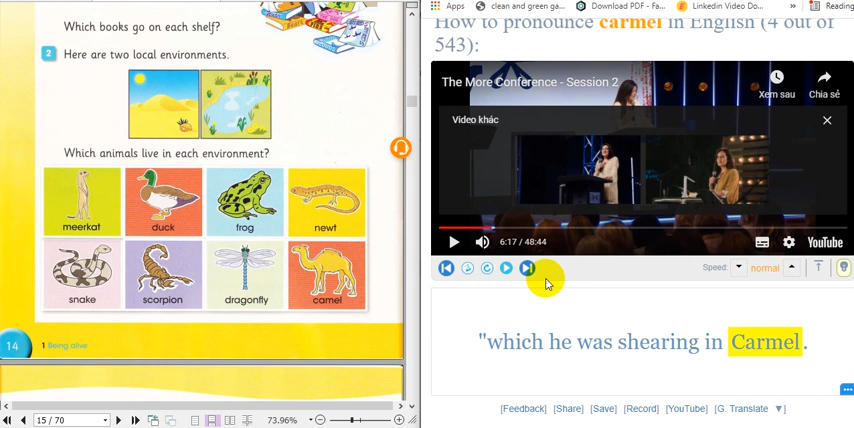 Which books go on each shelf?
2 Here are two local environments.
Which animals live in each environment?
meerkat
duck
frog
newt
snake
scorpion
dragonfly
camel
14
1 Being alive
15 / 70
73.96%
Apps
clean and green ga...
Download PDF - Fa...
Linkedin Video Do...
»
Reading
How to pronounce carmel in English (4 out of
543):
The More Conference - Session 2
Xem sau
Chia sẻ
Video khác
6:17 / 48:44
YouTube
Speed:
normal
"which he was shearing in Carmel.
[Feedback] [Share] [Save] [Record] [YouTube] [G. Translate ▼]